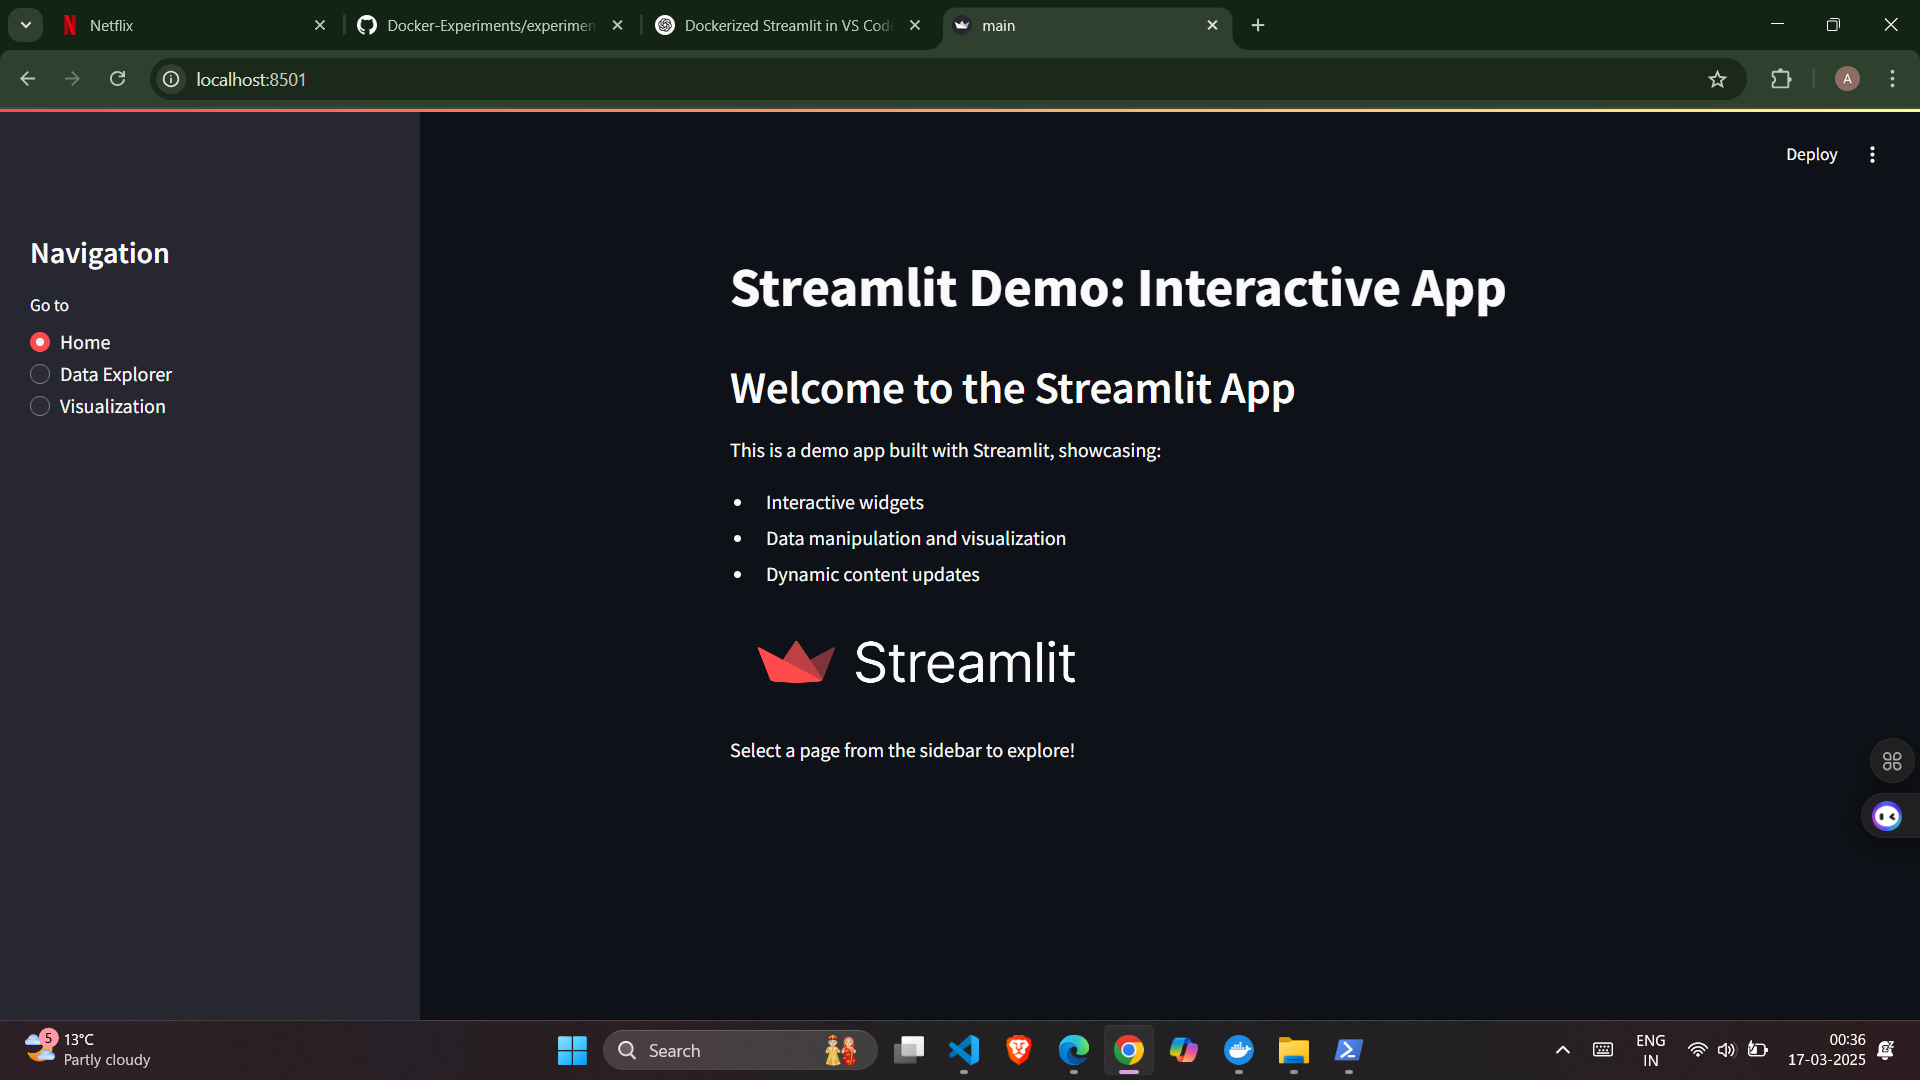 Netflix
Docker-Experiments/experimen
Dockerized Streamlit in VS Cod
main
localhost:8501
A
Deploy
Navigation
Go to
Home
Data Explorer
Visualization
Streamlit Demo: Interactive App
Welcome to the Streamlit App
This is a demo app built with Streamlit, showcasing:
• Interactive widgets
• Data manipulation and visualization
• Dynamic content updates
Streamlit
Select a page from the sidebar to explore!
5
13°C
Partly cloudy
Search
ENG
IN
00:36
17-03-2025